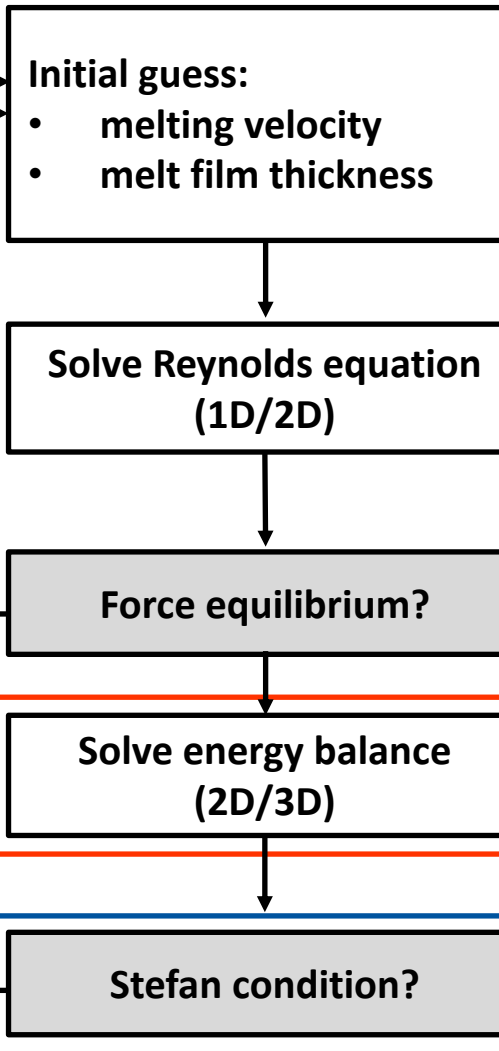 Initial guess:
• melting velocity
• melt film thickness
Solve Reynolds equation
(1D/2D)
Force equilibrium?
Solve energy balance
(2D/3D)
Stefan condition?